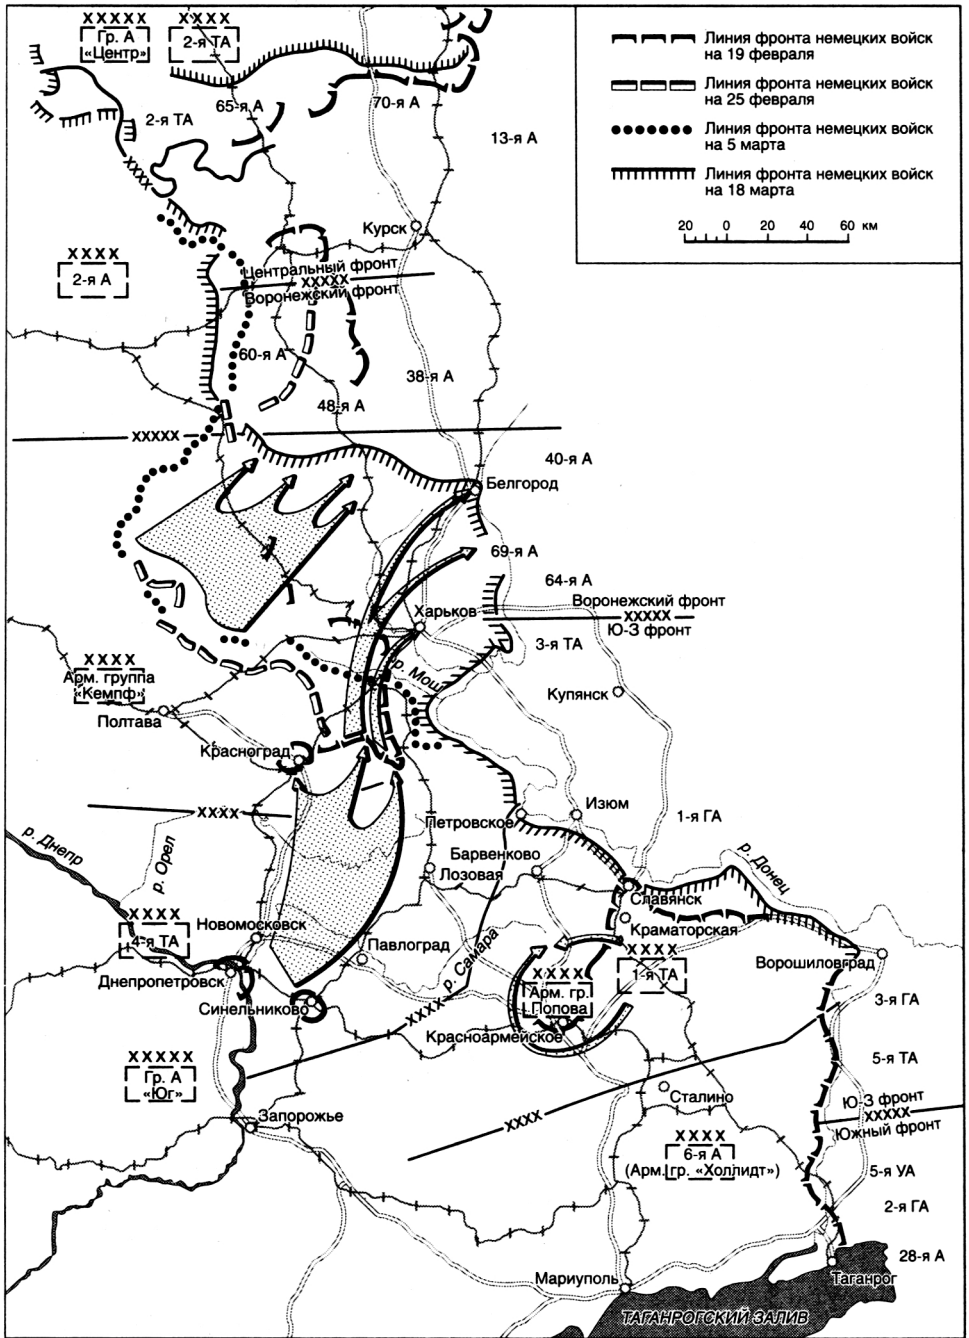 XXXXX
Гр. А
«Центр»
XXXX
2-я ТА
Линия фронта немецких войск
на 19 февраля
Линия фронта немецких войск
на 25 февраля
Линия фронта немецких войск
на 5 марта
Линия фронта немецких войск
на 18 марта
20 0 20 40 60 км
65-я А
70-я А
2-я ТА
13-я А
XXXX
Курск
XXXX
2-я А
Центральный фронт
XXXXX
Воронежский фронт
60-я А
38-я А
48-я А
XXXXX
40-я А
Белгород
69-я А
64-я А
Воронежский фронт
XXXXX
Ю-З фронт
Харьков
3-я ТА
р. Мош
XXXX
Арм. группа
«Кемпф»
Полтава
Купянск
Красноград
XXXX
Изюм
Петровское
1-я ГА
р. Днепр
р. Орел
Барвенково
Лозовая
р. Донец
Славянск
Краматорская
XXXX
4-я ТА
Новомосковск
Павлоград
р. Самара
XXXX
1-я ТА
Ворошиловград
Днепропетровск
Синельниково
XXXX
Арм. гр.
Попова
3-я ГА
XXXX
Красноармейское
XXXXX
Гр. А
«Юг»
5-я ТА
Сталино
Ю-З фронт
XXXXX
Южный фронт
Запорожье
XXXX
XXXX
6-я А
(Арм. гр. «Холлидт»)
5-я УА
2-я ГА
28-я А
Таганрог
Мариуполь
ТАГАНРОГСКИЙ ЗАЛИВ